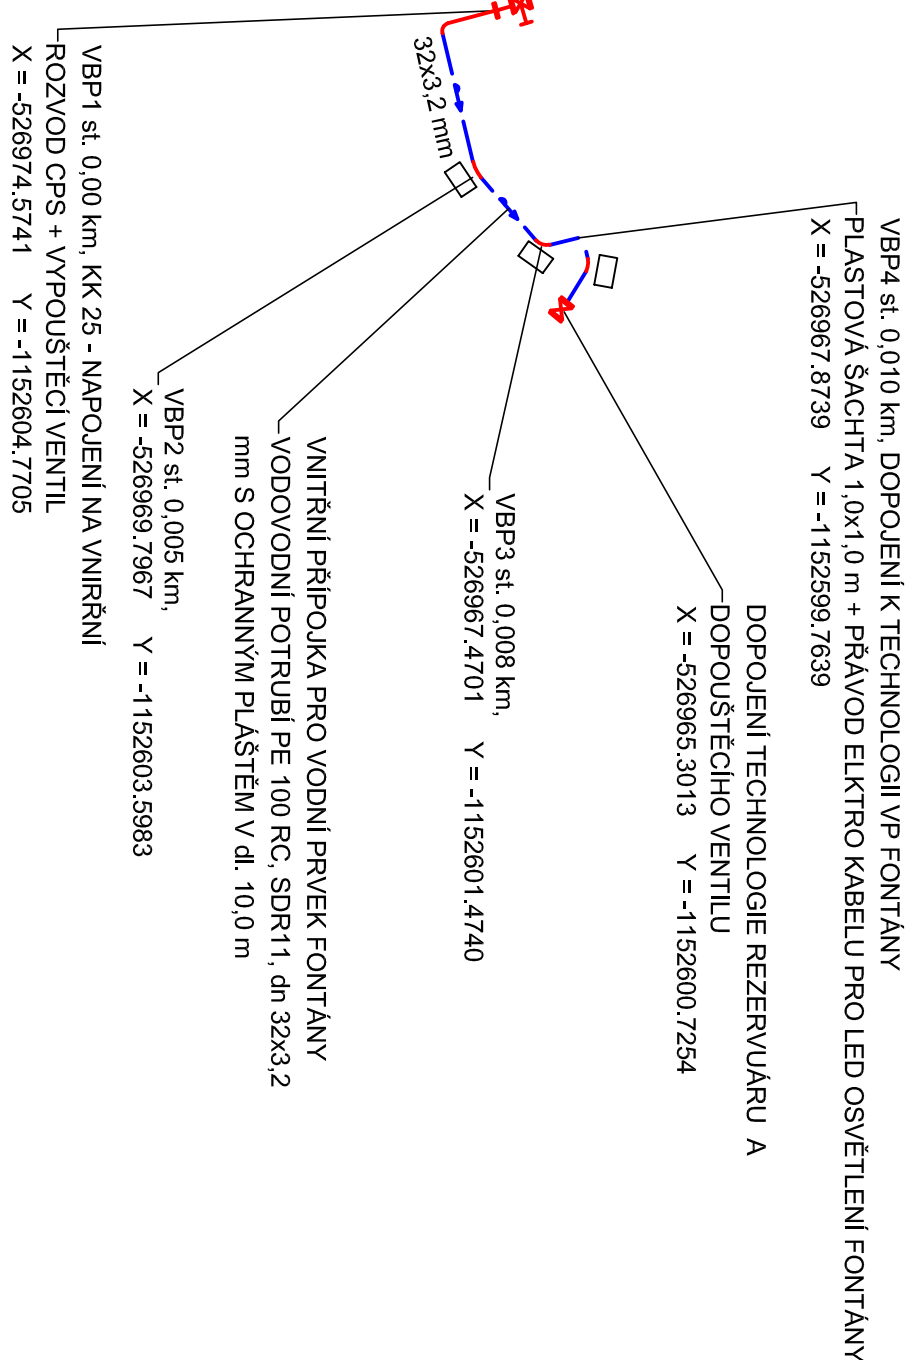 VBP4 st. 0,010 km, DOPOJENÍ K TECHNOLOGII VP FONTÁNY
PLASTOVÁ ŠACHTA 1,0x1,0 m + PŘÁVOD ELKTRO KABELU PRO LED OSVĚTLENÍ FONTÁNY
X = -526967.8739 Y = -1152599.7639
DOPOJENÍ TECHNOLOGIE REZERVUÁRU A
DOPOUŠTĚCÍHO VENTILU
X = -526965.3013 Y = -1152600.7254
VBP3 st. 0,008 km,
X = -526967.4701 Y = -1152601.4740
VNITŘNÍ PŘÍPOJKA PRO VODNÍ PRVEK FONTÁNY
VODOVODNÍ POTRUBÍ PE 100 RC, SDR11, dn 32x3,2
mm S OCHRANNÝM PLÁŠTĚM V dl. 10,0 m
VBP2 st. 0,005 km,
X = -526969.7967 Y = -1152603.5983
VBP1 st. 0,00 km, KK 25 - NAPOJENÍ NA VNIRŘNÍ
ROZVOD CPS + VYPOUŠTĚCÍ VENTIL
X = -526974.5741 Y = -1152604.7705
32x3,2 mm